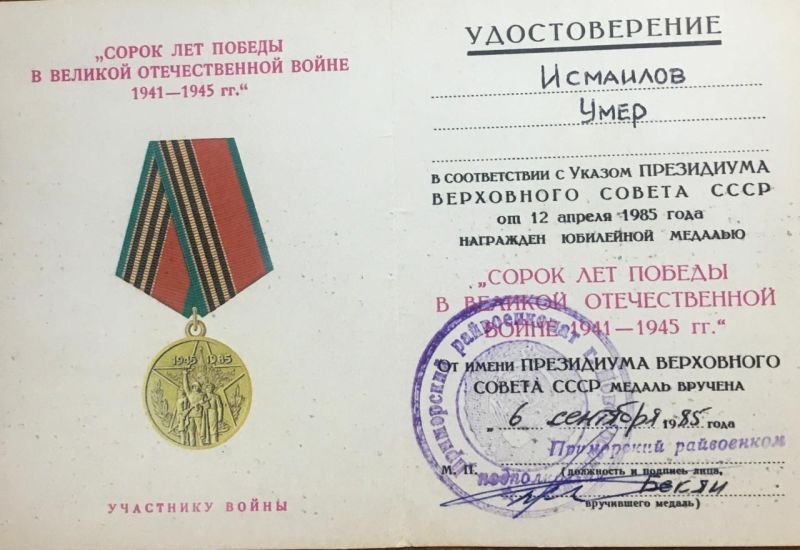 „СОРОК ЛЕТ ПОБЕДЫ
В ВЕЛИКОЙ ОТЕЧЕСТВЕННОЙ ВОЙНЕ
1941—1945 гг.“
1945 1985
УЧАСТНИКУ ВОЙНЫ
УДОСТОВЕРЕНИЕ
Исмаилов
Умер
В СООТВЕТСТВИИ С УКАЗОМ ПРЕЗИДИУМА
ВЕРХОВНОГО СОВЕТА СССР
от 12 апреля 1985 года
НАГРАЖДЕН ЮБИЛЕЙНОЙ МЕДАЛЬЮ
„СОРОК ЛЕТ ПОБЕДЫ
В ВЕЛИКОЙ ОТЕЧЕСТВЕННОЙ
ВОЙНЕ 1941—1945 гг.“
ОТ ИМЕНИ ПРЕЗИДИУМА ВЕРХОВНОГО
СОВЕТА СССР МЕДАЛЬ ВРУЧЕНА
„ 6 сентября 1985 года
Приморский райвоенком
М. П. (должность и подпись лица,
Бекян
вручившего медаль)
Приморский райвоенкомат